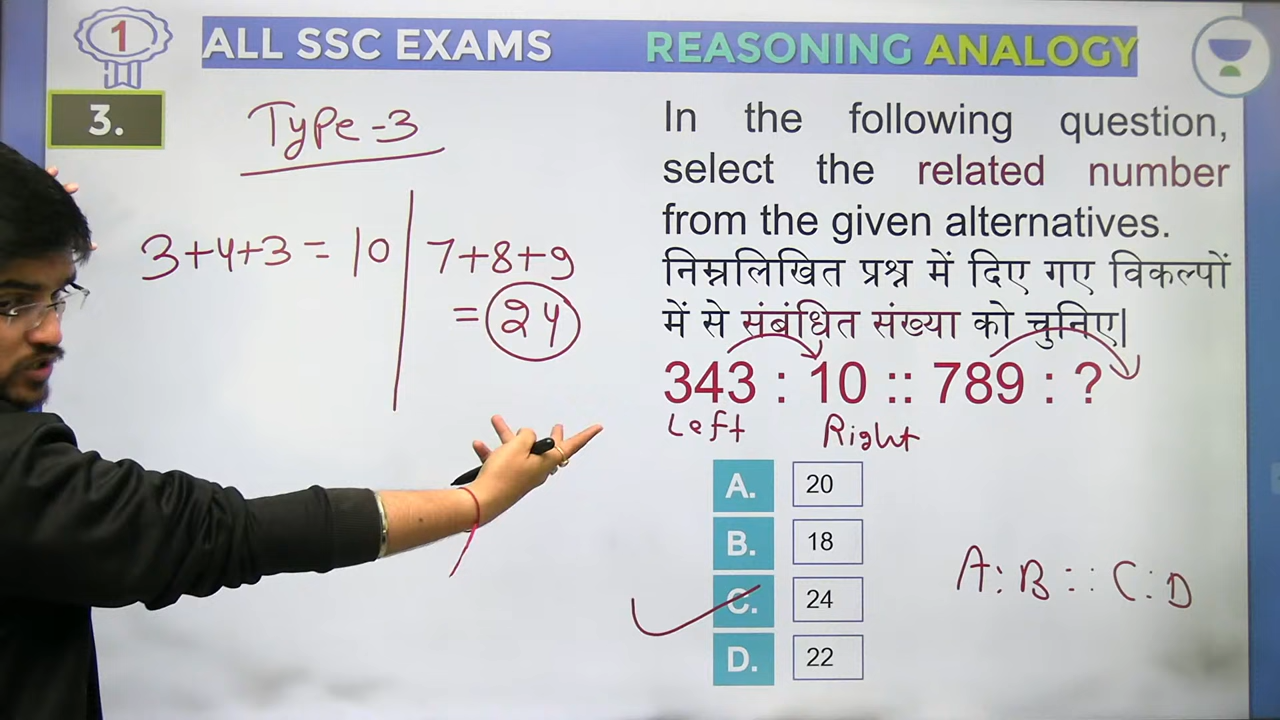 1
ALL SSC EXAMS
REASONING ANALOGY
3.
Type-3
3+4+3 = 10
7+8+9
= 24
In the following question,
select the related number
from the given alternatives.
निम्नलिखित प्रश्न में दिए गए विकल्पों
में से संबंधित संख्या को चुनिए|
343 : 10 :: 789 : ?
Left Right
A. 20
B. 18
C. 24
D. 22
A:B::C:D